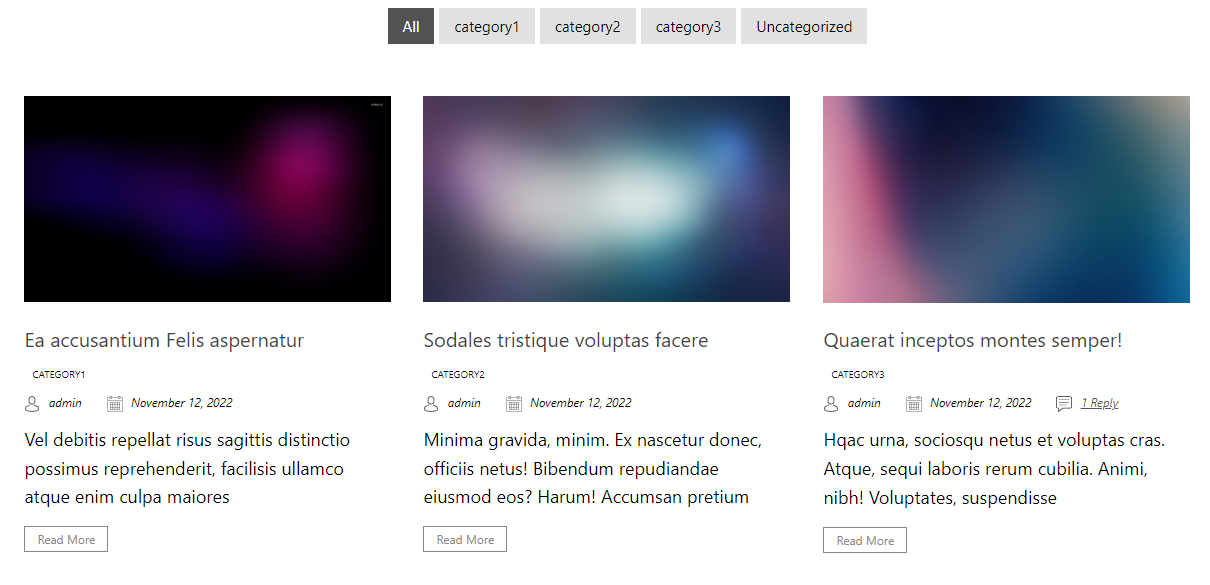 All category1 category2 category3 Uncategorized
Ea accusantium Felis aspernatur
CATEGORY1
admin November 12, 2022
Vel debitis repellat risus sagittis distinctio
possimus reprehenderit, facilisis ullamco
atque enim culpa maiores
Read More
Sodales tristique voluptas facere
CATEGORY2
admin November 12, 2022
Minima gravida, minim. Ex nascetur donec,
officiis netus! Bibendum repudiandae
eiusmod eos? Harum! Accumsan pretium
Read More
Quaerat inceptos montes semper!
CATEGORY3
admin November 12, 2022 1 Reply
Hqac urna, sociosqu netus et voluptas cras.
Atque, sequi laboris rerum cubilia. Animi,
nibh! Voluptates, suspendisse
Read More